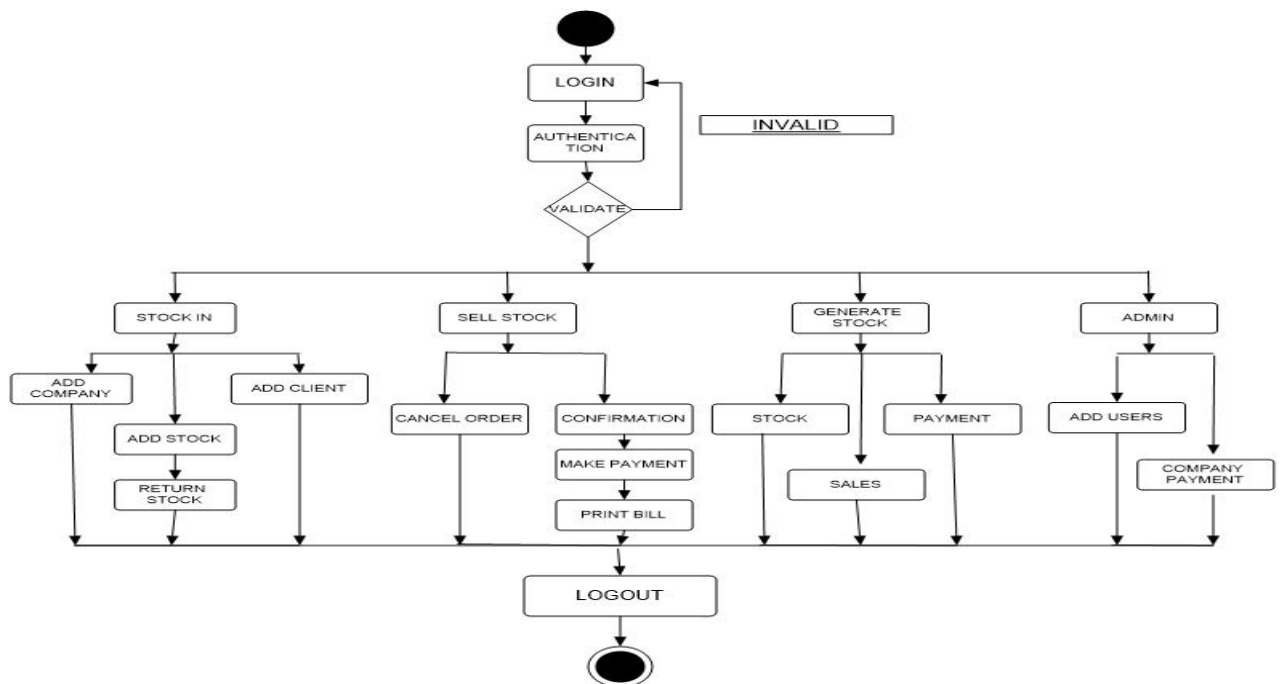 LOGIN
INVALID
AUTHENTICA
TION
VALIDATE
STOCK IN
SELL STOCK
GENERATE
STOCK
ADMIN
ADD
COMPANY
ADD CLIENT
ADD STOCK
RETURN
STOCK
CANCEL ORDER
CONFIRMATION
MAKE PAYMENT
PRINT BILL
STOCK
PAYMENT
SALES
ADD USERS
COMPANY
PAYMENT
LOGOUT